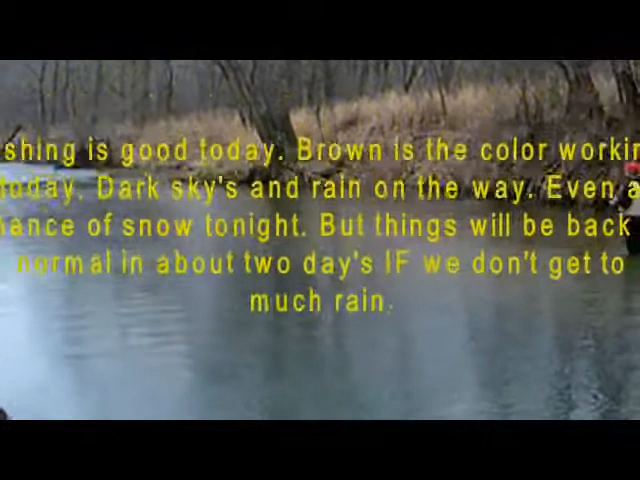 shing is good today. Brown is the color workin
today. Dark sky's and rain on the way. Even a
hance of snow tonight. But things will be back
normal in about two day's IF we don't get to
much rain.